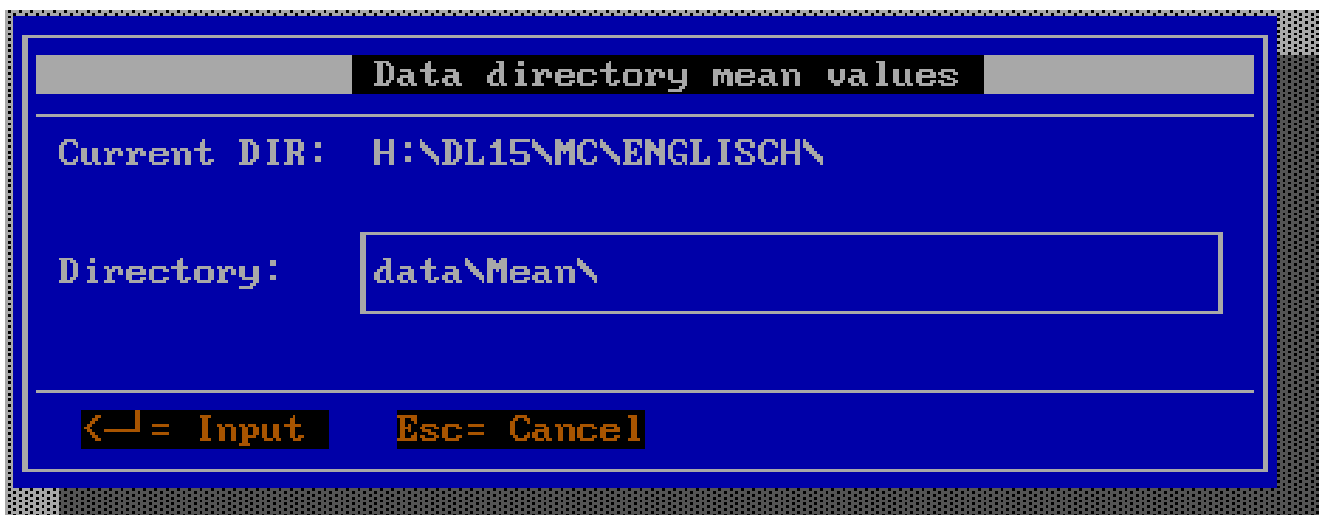 Data directory mean values
Current DIR: H:\DL15\MC\ENGLISCH\
Directory: data\Mean\
<─┘= Input Esc= Cancel